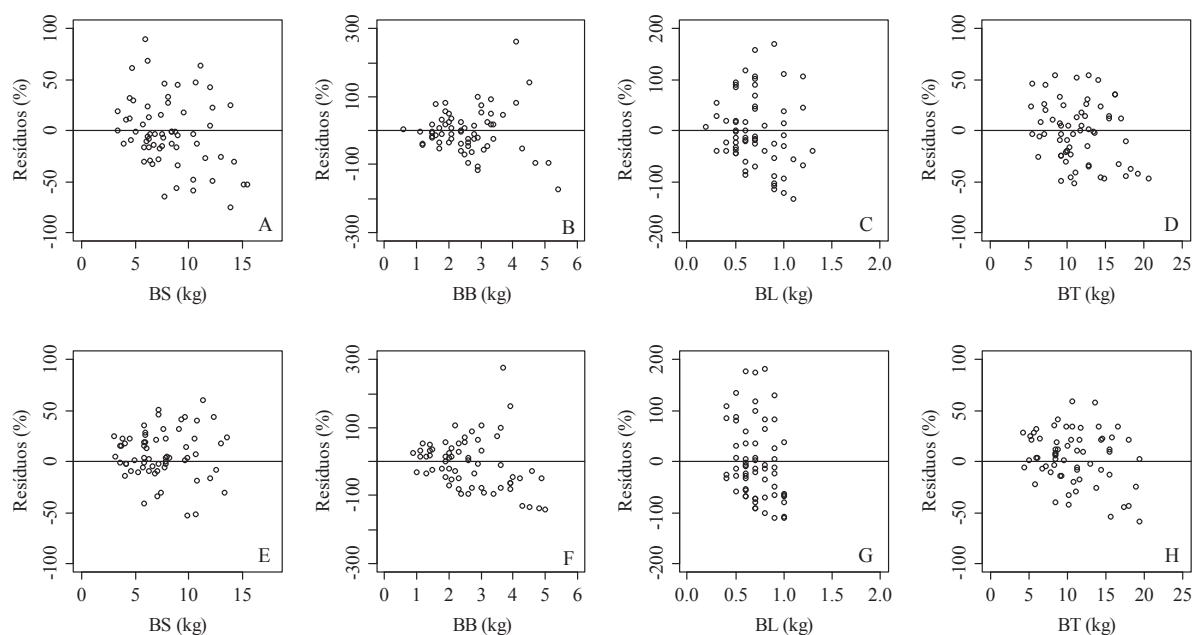 Resíduos (%)
100
50
0
-50
-100
A
0 5 10 15
BS (kg)
Resíduos (%)
300
100
0
-100
-300
B
0 1 2 3 4 5 6
BB (kg)
Resíduos (%)
200
100
0
-100
-200
C
0.0 0.5 1.0 1.5 2.0
BL (kg)
Resíduos (%)
100
50
0
-50
-100
D
0 5 10 15 20 25
BT (kg)
Resíduos (%)
100
50
0
-50
-100
E
0 5 10 15
BS (kg)
Resíduos (%)
300
100
0
-100
-300
F
0 1 2 3 4 5 6
BB (kg)
Resíduos (%)
200
100
0
-100
-200
G
0.0 0.5 1.0 1.5 2.0
BL (kg)
Resíduos (%)
100
50
0
-50
-100
H
0 5 10 15 20 25
BT (kg)